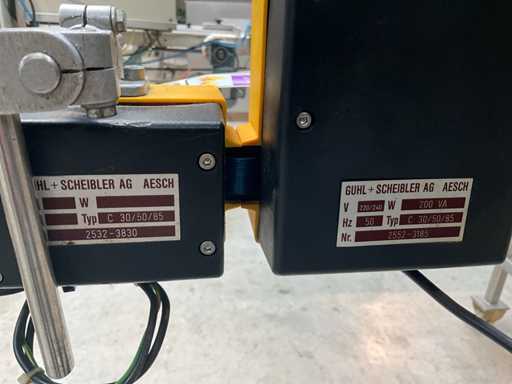 UHL + SCHEIBLER AG AESCH
W
Typ C 30/50/85
2532-3830
GUHL + SCHEIBLER AG AESCH
V 220/240 W 200 VA
Hz 50 Typ C 30/50/85
Nr. 2552-3185